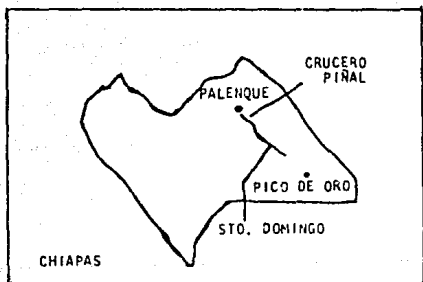 CRUCERO
PIÑAL
PALENQUE
PICO DE ORO
STO. DOMINGO
CHIAPAS